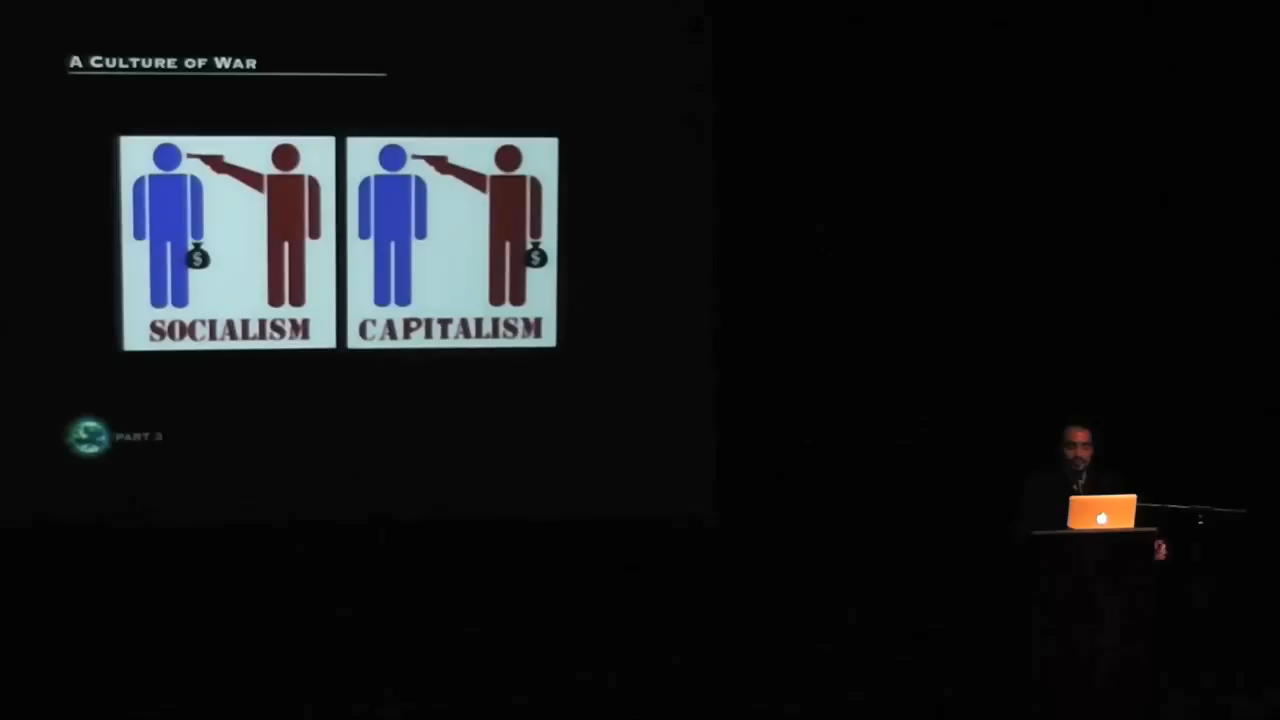 A CULTURE OF WAR
$
$
SOCIALISM
CAPITALISM
PART 3